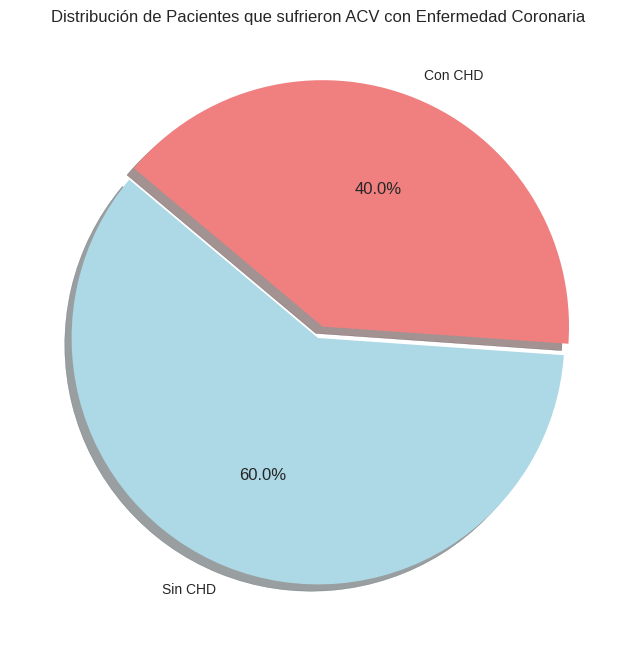 Distribución de Pacientes que sufrieron ACV con Enfermedad Coronaria
Con CHD
40.0%
60.0%
Sin CHD